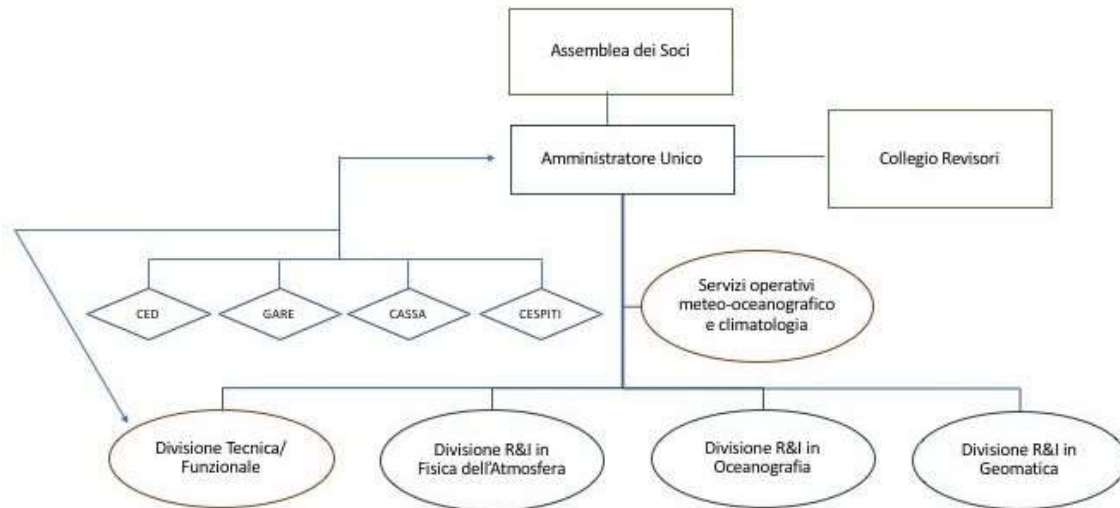 Assemblea dei Soci
Amministratore Unico
Collegio Revisori
Servizi operativi
meteo-oceanografico
e climatologia
CED
GARE
CASSA
CESPITI
Divisione Tecnica/
Funzionale
Divisione R&I in
Fisica dell'Atmosfera
Divisione R&I in
Oceanografia
Divisione R&I in
Geomatica